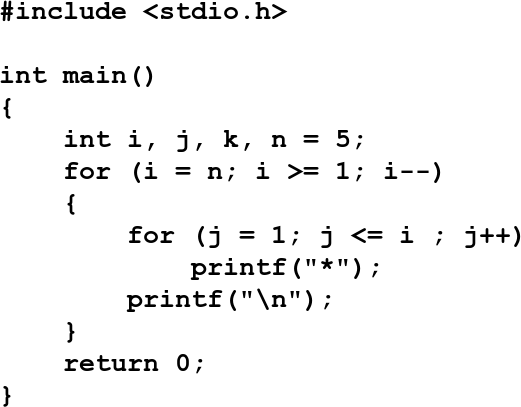 #include <stdio.h>

int main()
{
    int i, j, k, n = 5;
    for (i = n; i >= 1; i--)
    {
        for (j = 1; j <= i ; j++)
            printf("*");
        printf("\n");
    }
    return 0;
}